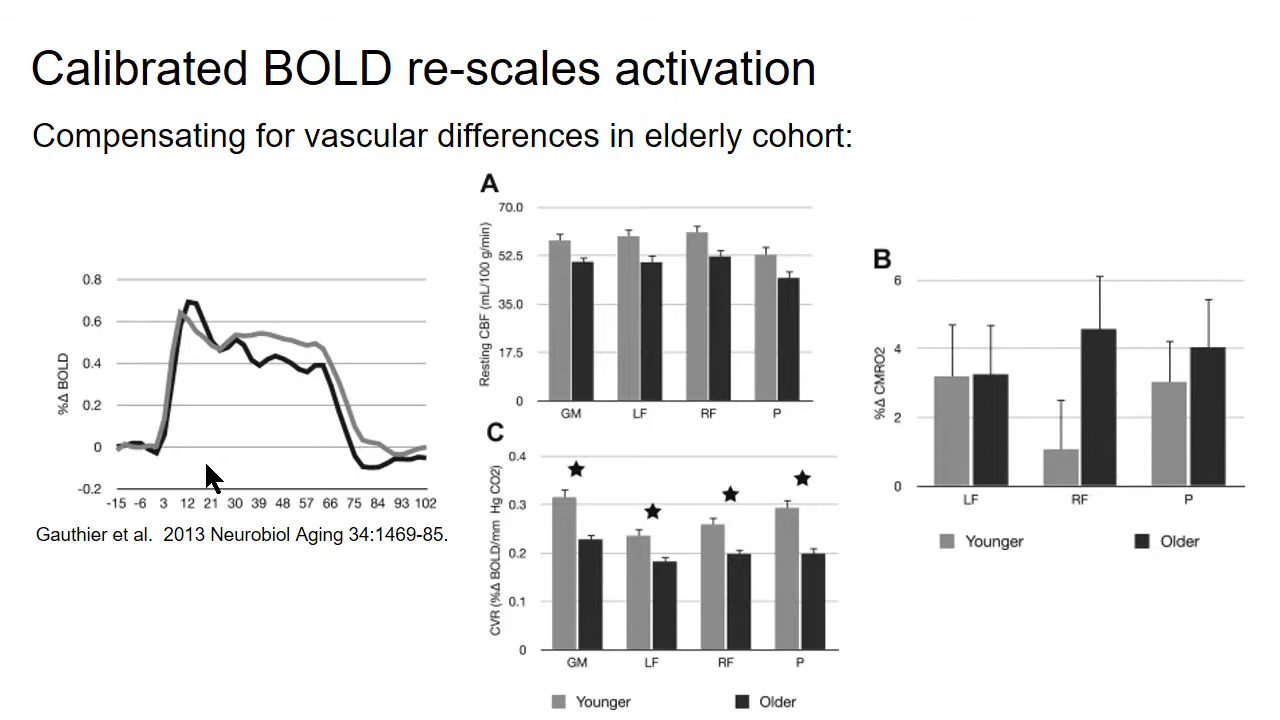 Calibrated BOLD re-scales activation
Compensating for vascular differences in elderly cohort:
%Δ BOLD
0.8
0.6
0.4
0.2
0
-0.2
-15 -6 3 12 21 30 39 48 57 66 75 84 93 102
Gauthier et al. 2013 Neurobiol Aging 34:1469-85.
A
Resting CBF (mL/100 g/min)
70.0
52.5
35.0
17.5
0
GM LF RF P
C
CVR (%Δ BOLD/mm Hg CO2)
0.4
0.3
0.2
0.1
0
GM LF RF P
Younger Older
B
%Δ CMRO2
6
4
2
0
LF RF P
Younger Older